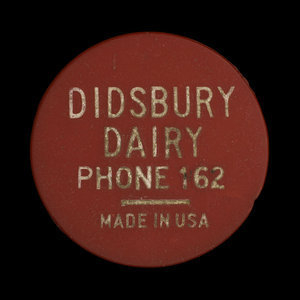 DIDSBURY
DAIRY
PHONE 162
MADE IN USA